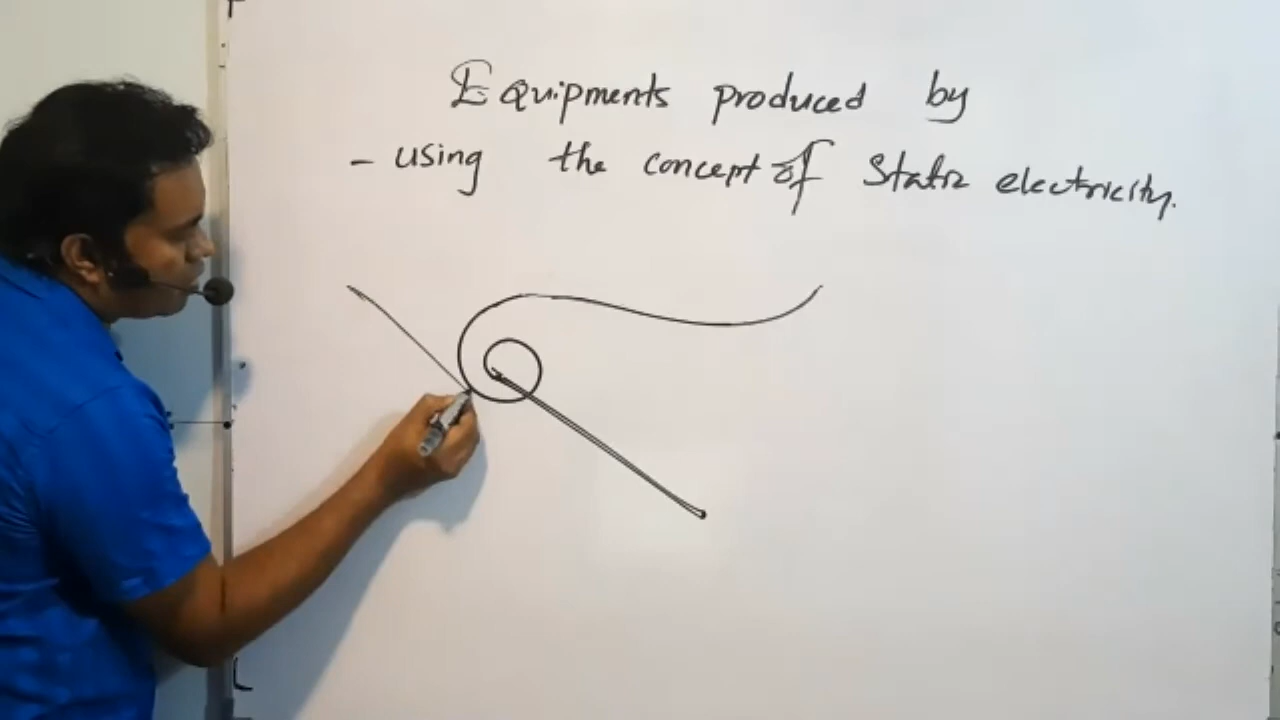 Equipments produced by
- using the concept of Static electricity.